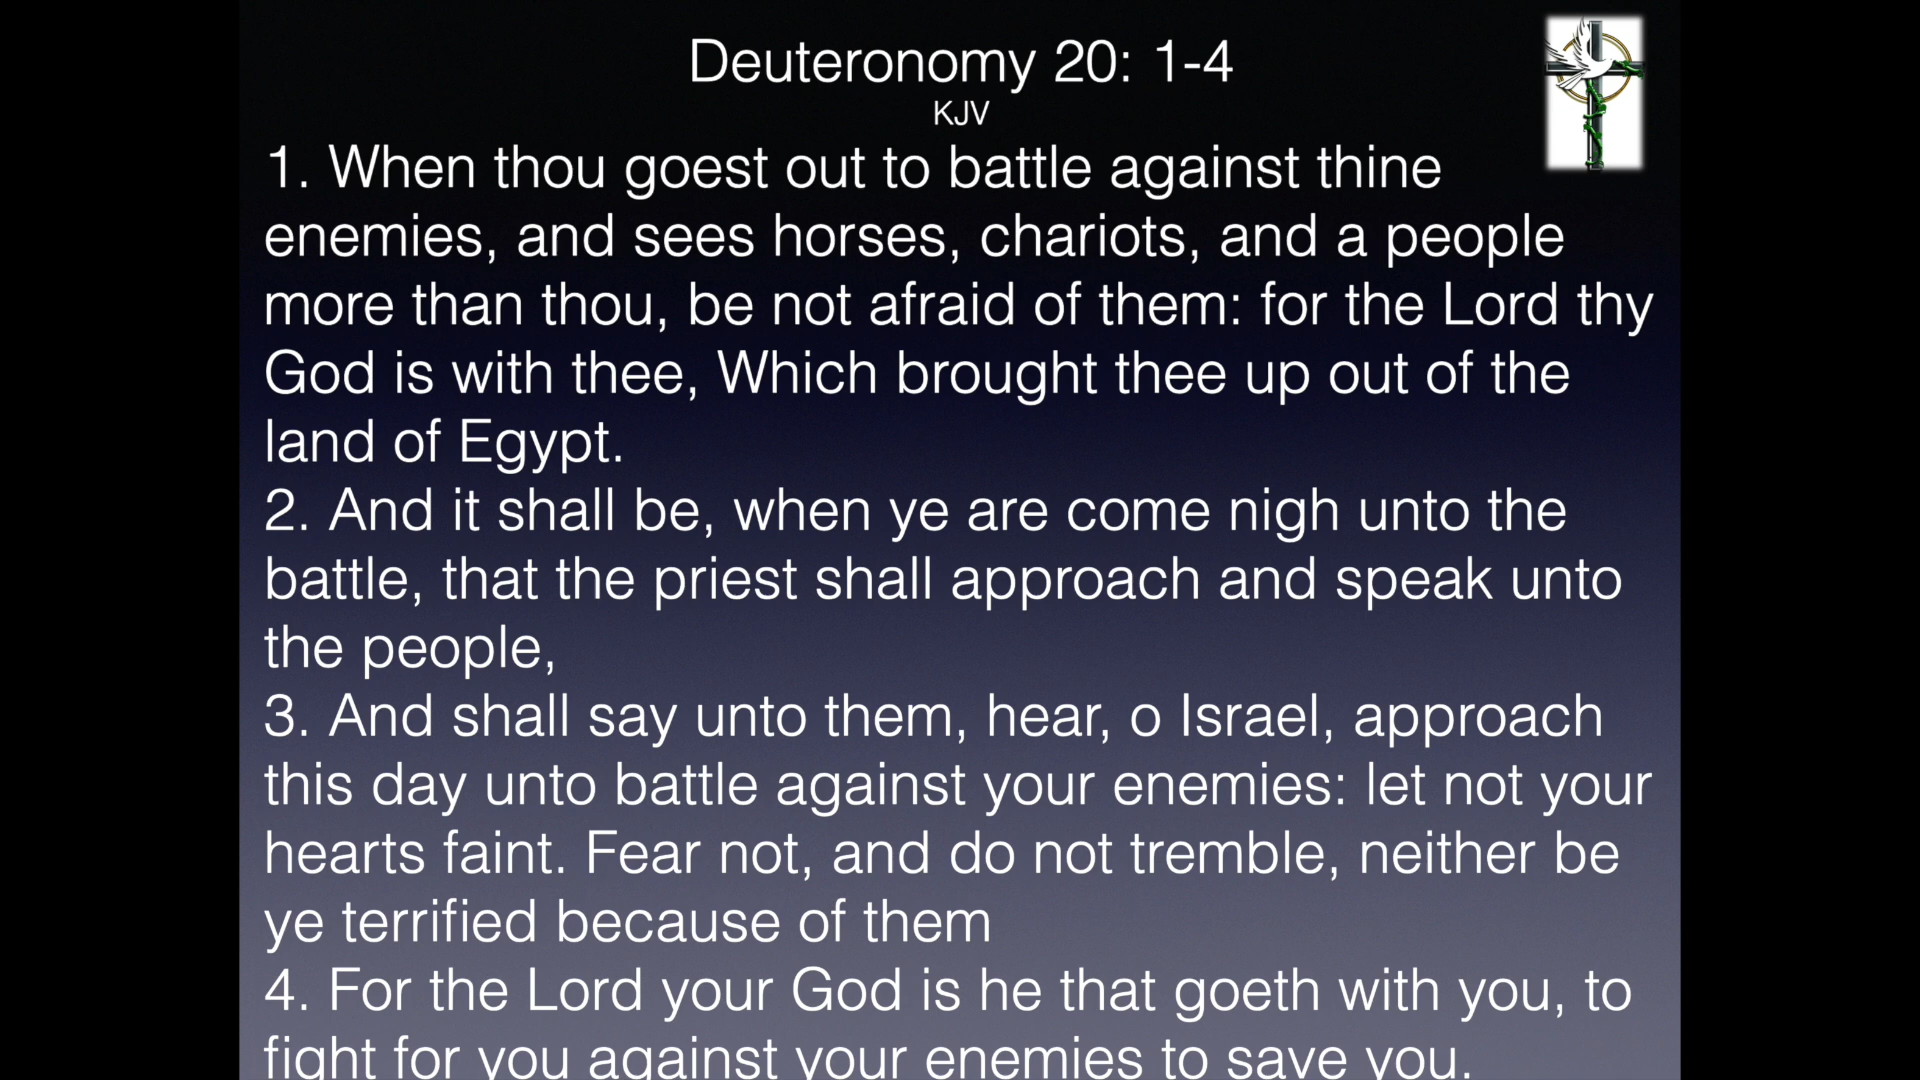 Deuteronomy 20: 1-4
KJV
1. When thou goest out to battle against thine
enemies, and sees horses, chariots, and a people
more than thou, be not afraid of them: for the Lord thy
God is with thee, Which brought thee up out of the
land of Egypt.
2. And it shall be, when ye are come nigh unto the
battle, that the priest shall approach and speak unto
the people,
3. And shall say unto them, hear, o Israel, approach
this day unto battle against your enemies: let not your
hearts faint. Fear not, and do not tremble, neither be
ye terrified because of them
4. For the Lord your God is he that goeth with you, to
fight for you against your enemies to save you.